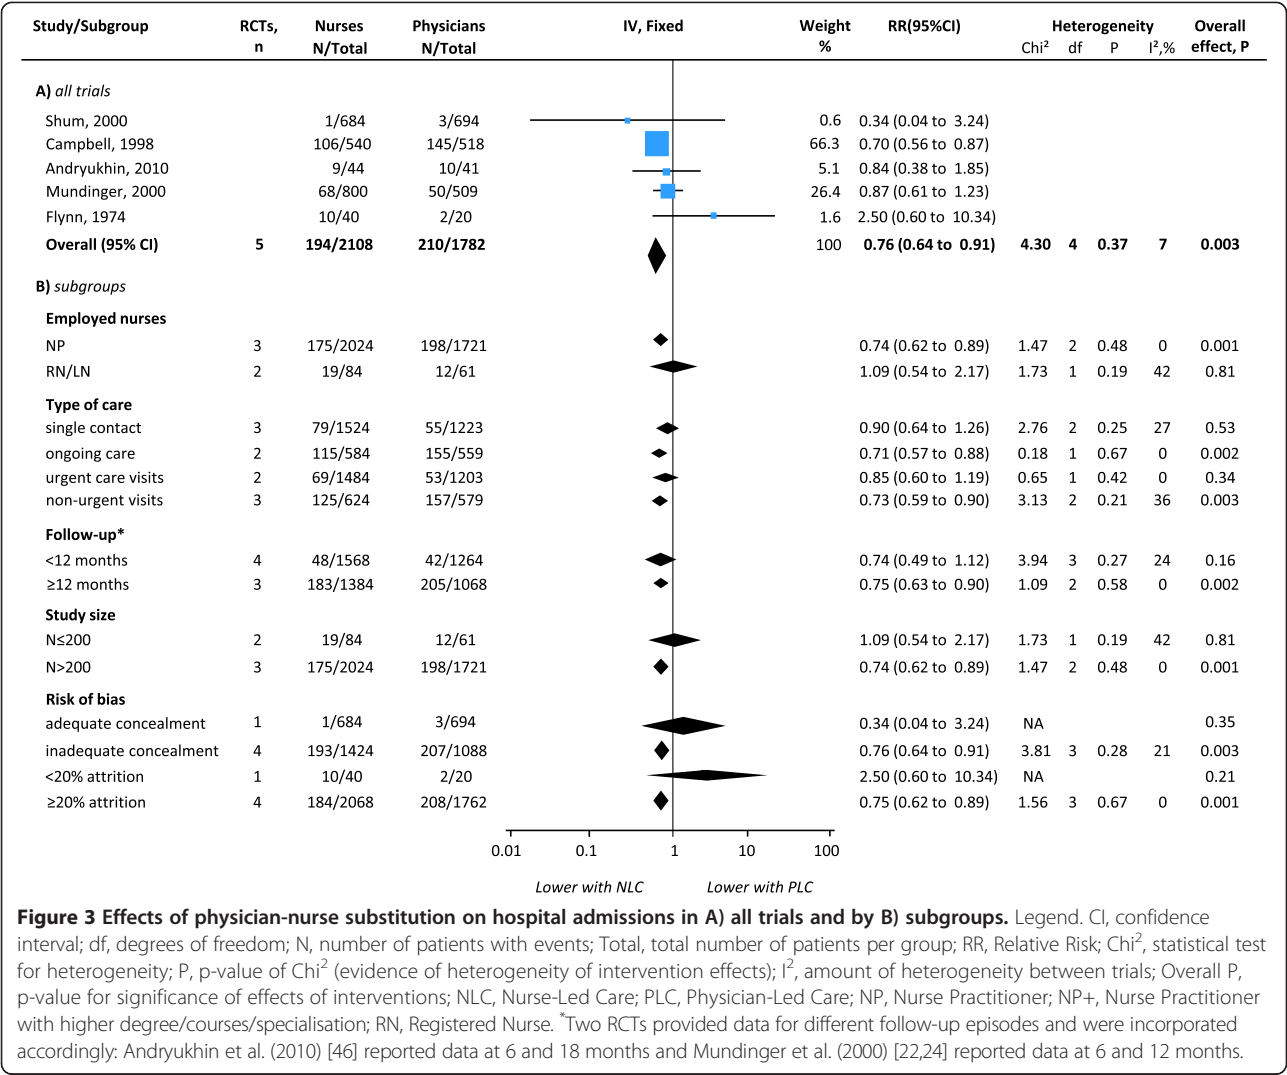 Study/Subgroup RCTs, n Nurses N/Total Physicians N/Total IV, Fixed Weight % RR(95%CI) Heterogeneity Chi² df P I²,% Overall effect, P
A) all trials
Shum, 2000 1/684 3/694 0.6 0.34 (0.04 to 3.24)
Campbell, 1998 106/540 145/518 66.3 0.70 (0.56 to 0.87)
Andryukhin, 2010 9/44 10/41 5.1 0.84 (0.38 to 1.85)
Mundinger, 2000 68/800 50/509 26.4 0.87 (0.61 to 1.23)
Flynn, 1974 10/40 2/20 1.6 2.50 (0.60 to 10.34)
Overall (95% CI) 5 194/2108 210/1782 100 0.76 (0.64 to 0.91) 4.30 4 0.37 7 0.003
B) subgroups
Employed nurses
NP 3 175/2024 198/1721 0.74 (0.62 to 0.89) 1.47 2 0.48 0 0.001
RN/LN 2 19/84 12/61 1.09 (0.54 to 2.17) 1.73 1 0.19 42 0.81
Type of care
single contact 3 79/1524 55/1223 0.90 (0.64 to 1.26) 2.76 2 0.25 27 0.53
ongoing care 2 115/584 155/559 0.71 (0.57 to 0.88) 0.18 1 0.67 0 0.002
urgent care visits 2 69/1484 53/1203 0.85 (0.60 to 1.19) 0.65 1 0.42 0 0.34
non-urgent visits 3 125/624 157/579 0.73 (0.59 to 0.90) 3.13 2 0.21 36 0.003
Follow-up*
<12 months 4 48/1568 42/1264 0.74 (0.49 to 1.12) 3.94 3 0.27 24 0.16
≥12 months 3 183/1384 205/1068 0.75 (0.63 to 0.90) 1.09 2 0.58 0 0.002
Study size
N≤200 2 19/84 12/61 1.09 (0.54 to 2.17) 1.73 1 0.19 42 0.81
N>200 3 175/2024 198/1721 0.74 (0.62 to 0.89) 1.47 2 0.48 0 0.001
Risk of bias
adequate concealment 1 1/684 3/694 0.34 (0.04 to 3.24) NA 0.35
inadequate concealment 4 193/1424 207/1088 0.76 (0.64 to 0.91) 3.81 3 0.28 21 0.003
<20% attrition 1 10/40 2/20 2.50 (0.60 to 10.34) NA 0.21
≥20% attrition 4 184/2068 208/1762 0.75 (0.62 to 0.89) 1.56 3 0.67 0 0.001
0.01 0.1 1 10 100
Lower with NLC Lower with PLC
Figure 3 Effects of physician-nurse substitution on hospital admissions in A) all trials and by B) subgroups. Legend. CI, confidence
interval; df, degrees of freedom; N, number of patients with events; Total, total number of patients per group; RR, Relative Risk; Chi², statistical test
for heterogeneity; P, p-value of Chi² (evidence of heterogeneity of intervention effects); I², amount of heterogeneity between trials; Overall P,
p-value for significance of effects of interventions; NLC, Nurse-Led Care; PLC, Physician-Led Care; NP, Nurse Practitioner; NP+, Nurse Practitioner
with higher degree/courses/specialisation; RN, Registered Nurse. *Two RCTs provided data for different follow-up episodes and were incorporated
accordingly: Andryukhin et al. (2010) [46] reported data at 6 and 18 months and Mundinger et al. (2000) [22,24] reported data at 6 and 12 months.